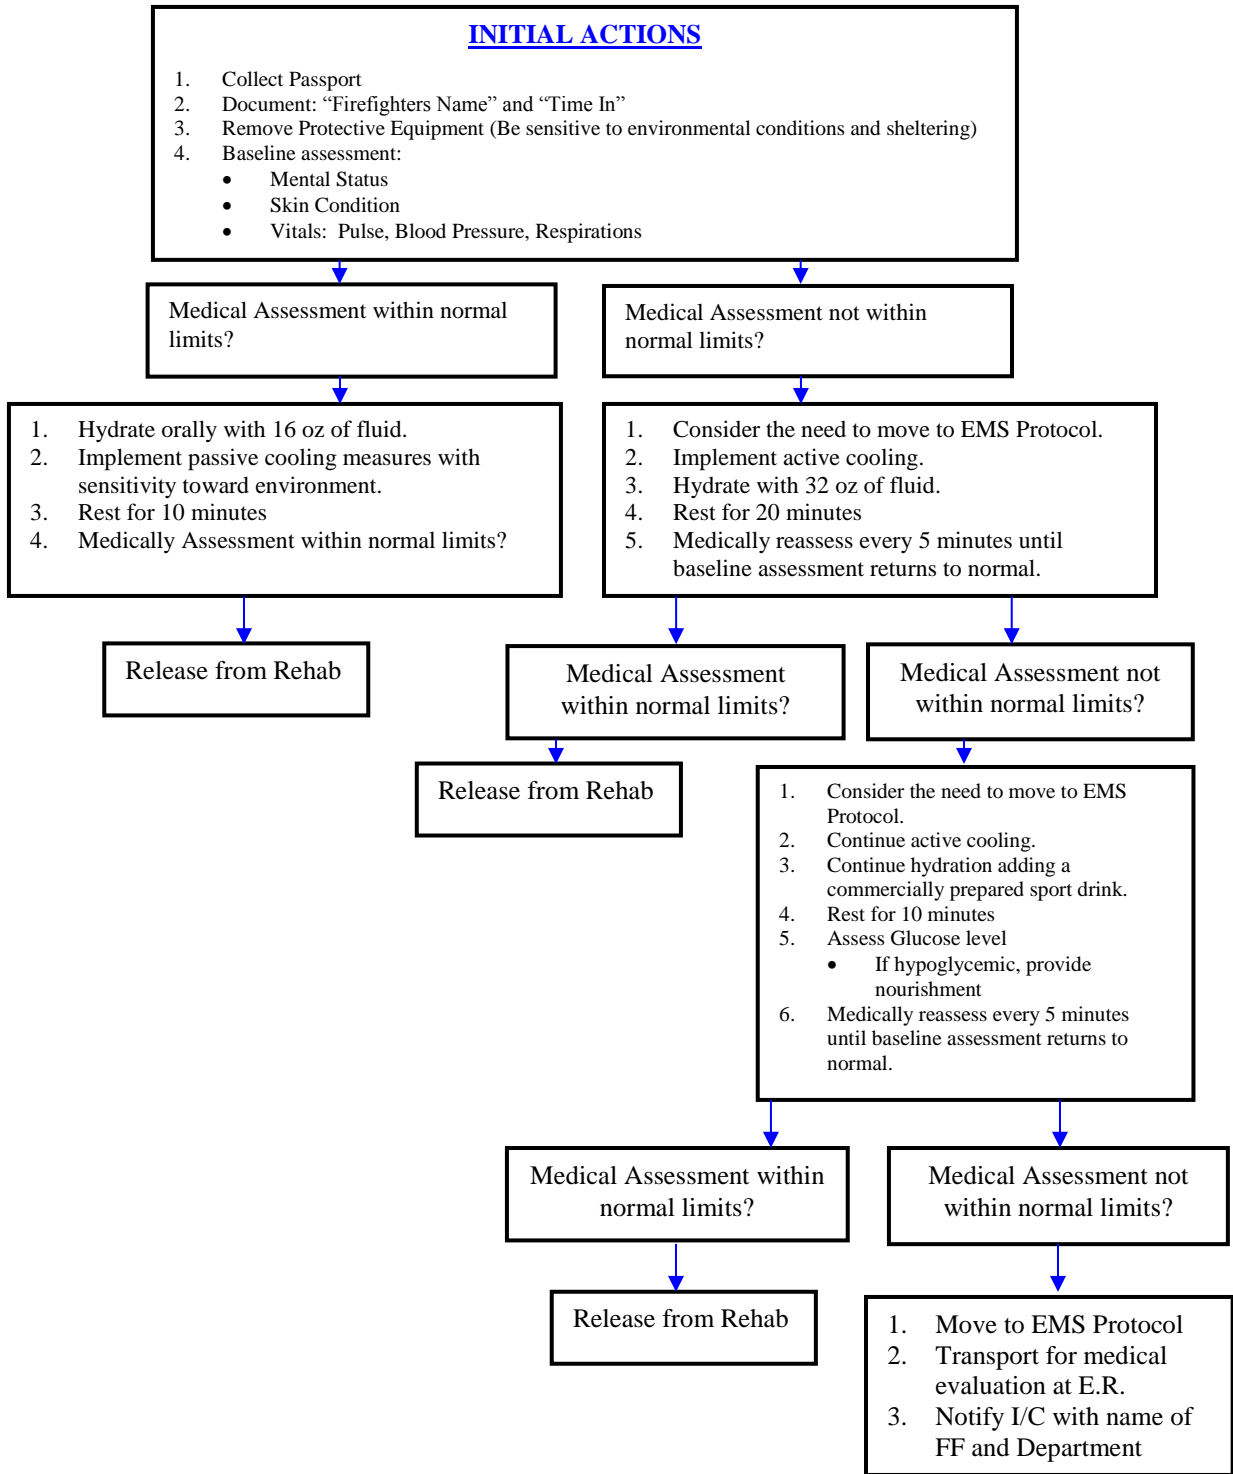 INITIAL ACTIONS
1. Collect Passport
2. Document: “Firefighters Name” and “Time In”
3. Remove Protective Equipment (Be sensitive to environmental conditions and sheltering)
4. Baseline assessment:
• Mental Status
• Skin Condition
• Vitals: Pulse, Blood Pressure, Respirations
Medical Assessment within normal
limits?
Medical Assessment not within
normal limits?
1. Hydrate orally with 16 oz of fluid.
2. Implement passive cooling measures with
sensitivity toward environment.
3. Rest for 10 minutes
4. Medically Assessment within normal limits?
1. Consider the need to move to EMS Protocol.
2. Implement active cooling.
3. Hydrate with 32 oz of fluid.
4. Rest for 20 minutes
5. Medically reassess every 5 minutes until
baseline assessment returns to normal.
Release from Rehab
Medical Assessment
within normal limits?
Medical Assessment not
within normal limits?
Release from Rehab
1. Consider the need to move to EMS
Protocol.
2. Continue active cooling.
3. Continue hydration adding a
commercially prepared sport drink.
4. Rest for 10 minutes
5. Assess Glucose level
• If hypoglycemic, provide
nourishment
6. Medically reassess every 5 minutes
until baseline assessment returns to
normal.
Medical Assessment within
normal limits?
Medical Assessment not
within normal limits?
Release from Rehab
1. Move to EMS Protocol
2. Transport for medical
evaluation at E.R.
3. Notify I/C with name of
FF and Department